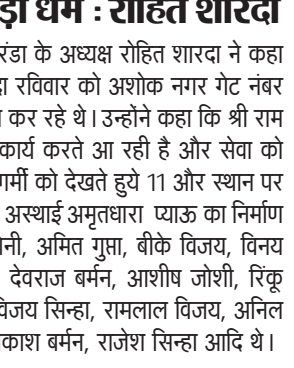 ड़ा धर्म : रोहित शारदा
रंडा के अध्यक्ष रोहित शारदा ने कहा
दा रविवार को अशोक नगर गेट नंबर
कर रहे थे। उन्होंने कहा कि श्री राम
कार्य करते आ रही है और सेवा को
गर्मी को देखते हुये 11 और स्थान पर
अस्थाई अमृतधारा प्याऊ का निर्माण
ेनी, अमित गुप्ता, बीके विजय, विनय
देवराज बर्मन, आशीष जोशी, रिंकू
विजय सिन्हा, रामलाल विजय, अनिल
काश बर्मन, राजेश सिन्हा आदि थे।